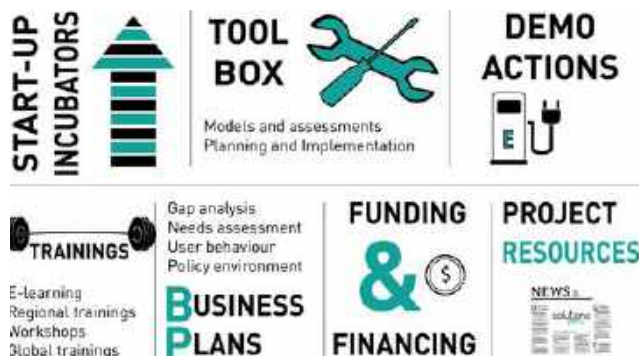 START-UP
INCUBATORS
TOOL
BOX
Models and assessments
Planning and Implementation
DEMO
ACTIONS
E
TRAININGS
E-learning
Regional trainings
Workshops
Global trainings
Gap analysis
Needs assessment
User behaviour
Policy environment
BUSINESS
PLANS
FUNDING
&
$
FINANCING
PROJECT
RESOURCES
NEWS
solutions